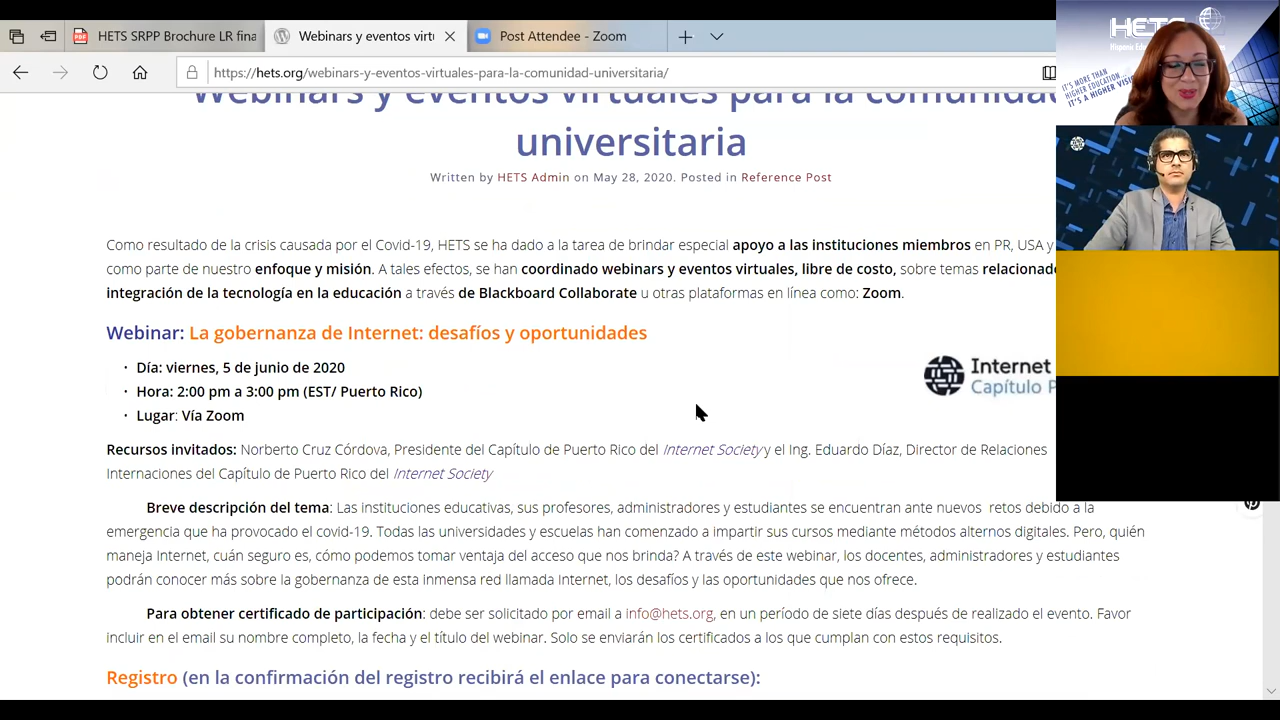 HETS SRPP Brochure LR fina
Webinars y eventos virtu
Post Attendee - Zoom
https://hets.org/webinars-y-eventos-virtuales-para-la-comunidad-universitaria/
Webinars y eventos virtuales para la comunidad
universitaria
Written by HETS Admin on May 28, 2020. Posted in Reference Post
Como resultado de la crisis causada por el Covid-19, HETS se ha dado a la tarea de brindar especial apoyo a las instituciones miembros en PR, USA y
como parte de nuestro enfoque y misión. A tales efectos, se han coordinado webinars y eventos virtuales, libre de costo, sobre temas relacionado
integración de la tecnología en la educación a través de Blackboard Collaborate u otras plataformas en línea como: Zoom.
Webinar: La gobernanza de Internet: desafíos y oportunidades
• Día: viernes, 5 de junio de 2020
• Hora: 2:00 pm a 3:00 pm (EST/ Puerto Rico)
• Lugar: Vía Zoom
Internet
Capítulo P
Recursos invitados: Norberto Cruz Córdova, Presidente del Capítulo de Puerto Rico del Internet Society y el Ing. Eduardo Díaz, Director de Relaciones
Internaciones del Capítulo de Puerto Rico del Internet Society
Breve descripción del tema: Las instituciones educativas, sus profesores, administradores y estudiantes se encuentran ante nuevos retos debido a la
emergencia que ha provocado el covid-19. Todas las universidades y escuelas han comenzado a impartir sus cursos mediante métodos alternos digitales. Pero, quién
maneja Internet, cuán seguro es, cómo podemos tomar ventaja del acceso que nos brinda? A través de este webinar, los docentes, administradores y estudiantes
podrán conocer más sobre la gobernanza de esta inmensa red llamada internet, los desafíos y las oportunidades que nos ofrece.
Para obtener certificado de participación: debe ser solicitado por email a info@hets.org, en un período de siete días después de realizado el evento. Favor
incluir en el email su nombre completo, la fecha y el título del webinar. Solo se enviarán los certificados a los que cumplan con estos requisitos.
Registro (en la confirmación del registro recibirá el enlace para conectarse):
HETS
IT'S MORE THAN
HIGHER EDUCATION
IT'S A HIGHER VIS